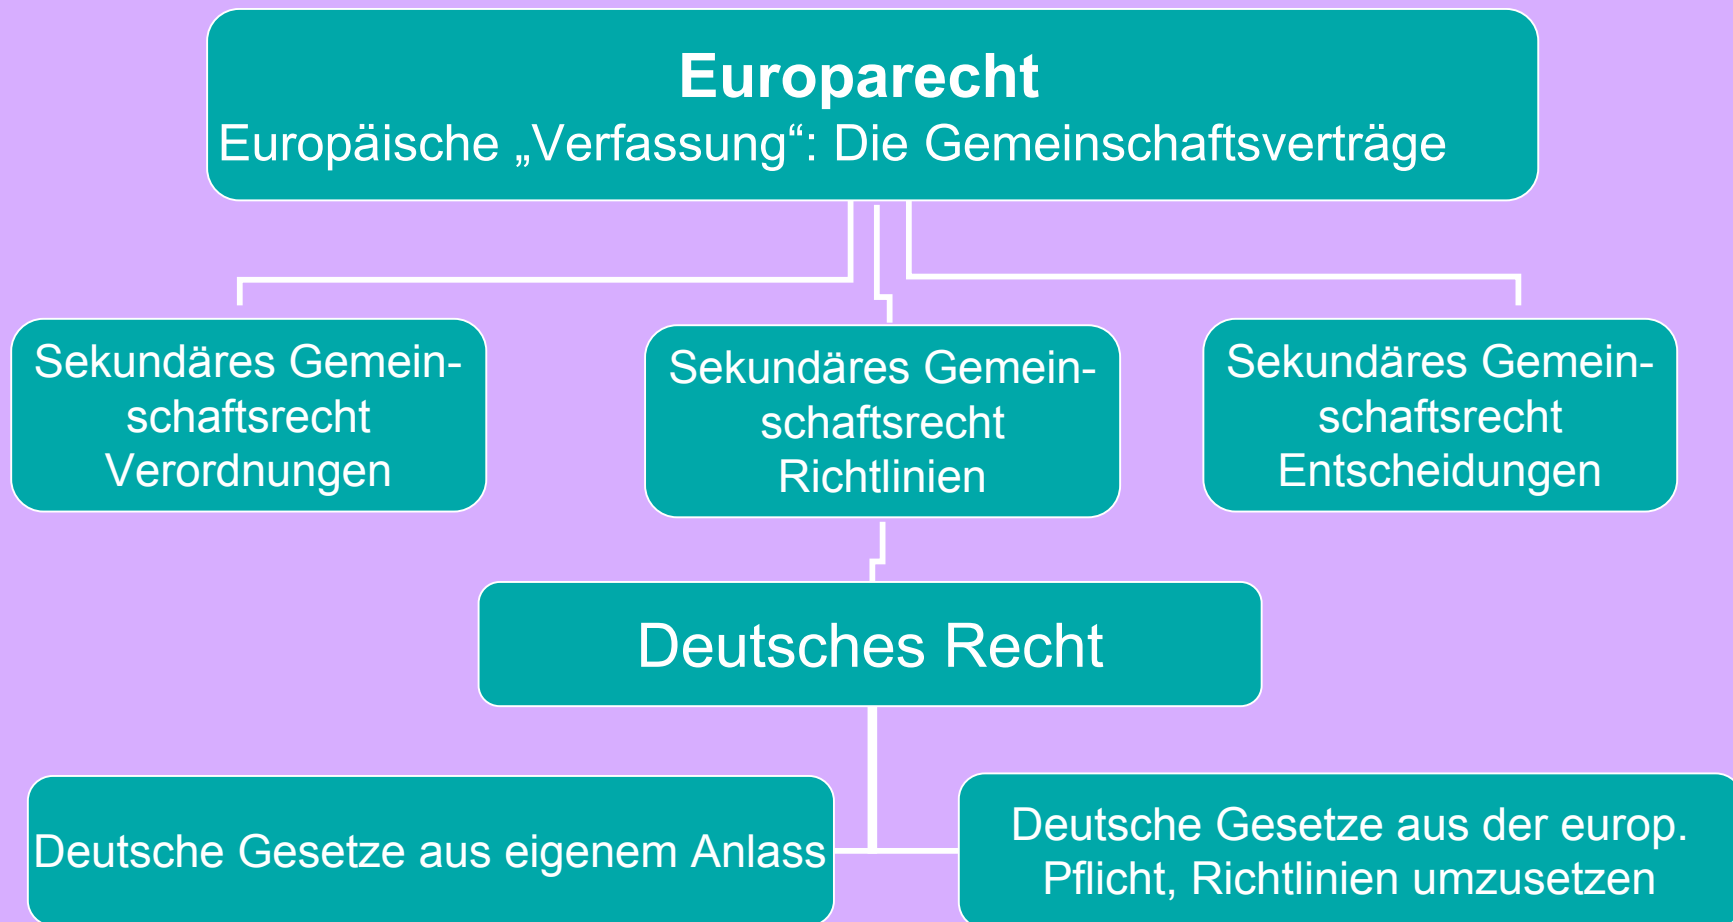 Europarecht
Europäische „Verfassung“: Die Gemeinschaftsverträge
Sekundäres Gemein-
schaftsrecht
Verordnungen
Sekundäres Gemein-
schaftsrecht
Richtlinien
Sekundäres Gemein-
schaftsrecht
Entscheidungen
Deutsches Recht
Deutsche Gesetze aus eigenem Anlass
Deutsche Gesetze aus der europ.
Pflicht, Richtlinien umzusetzen